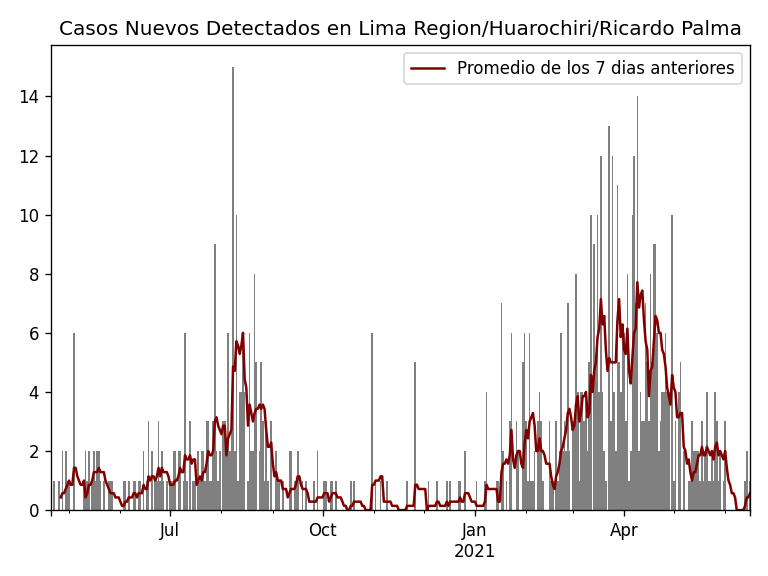 Casos Nuevos Detectados en Lima Region/Huarochiri/Ricardo Palma
Promedio de los 7 dias anteriores
14
12
10
8
6
4
2
0
Jul
Oct
Jan
2021
Apr